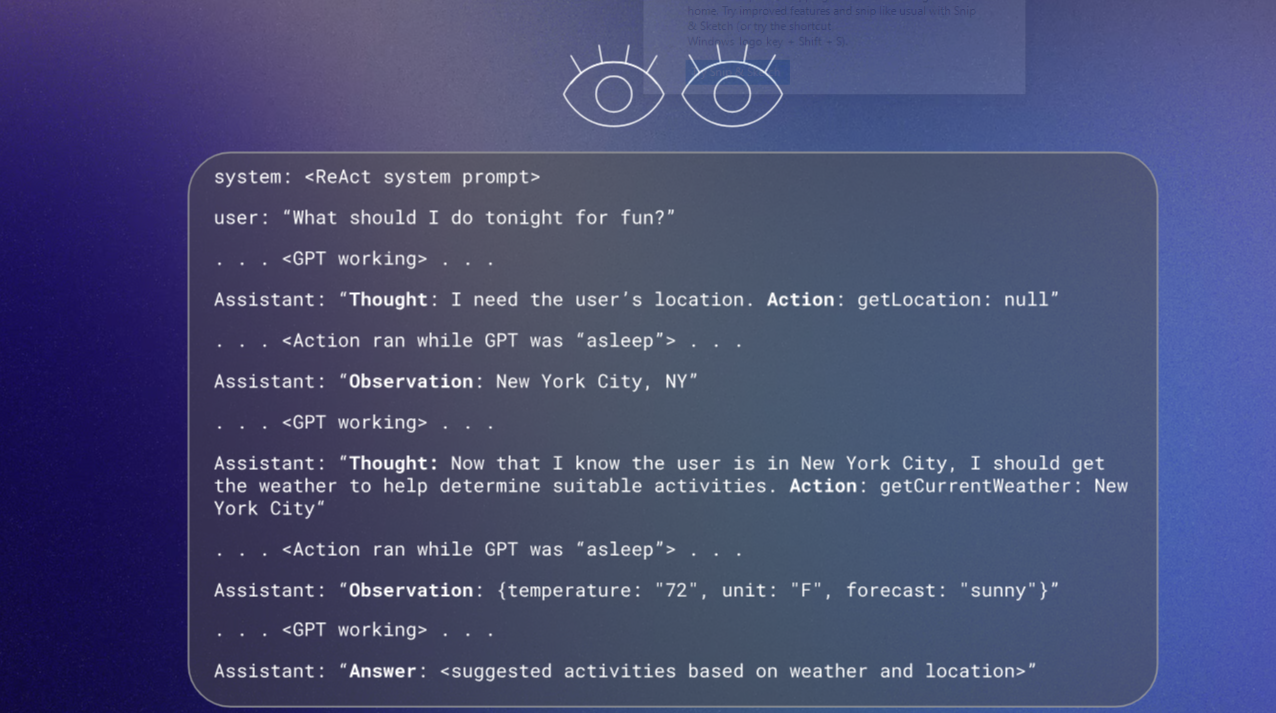 home. Try improved features and snip like usual with Snip
& Sketch (or try the shortcut
Windows logo key + Shift + S).
system: <ReAct system prompt>
user: “What should I do tonight for fun?”
. . . <GPT working> . . .
Assistant: “Thought: I need the user’s location. Action: getLocation: null”
. . . <Action ran while GPT was “asleep”> . . .
Assistant: “Observation: New York City, NY”
. . . <GPT working> . . .
Assistant: “Thought: Now that I know the user is in New York City, I should get
the weather to help determine suitable activities. Action: getCurrentWeather: New
York City“
. . . <Action ran while GPT was “asleep”> . . .
Assistant: “Observation: {temperature: "72", unit: "F", forecast: "sunny"}”
. . . <GPT working> . . .
Assistant: “Answer: <suggested activities based on weather and location>”